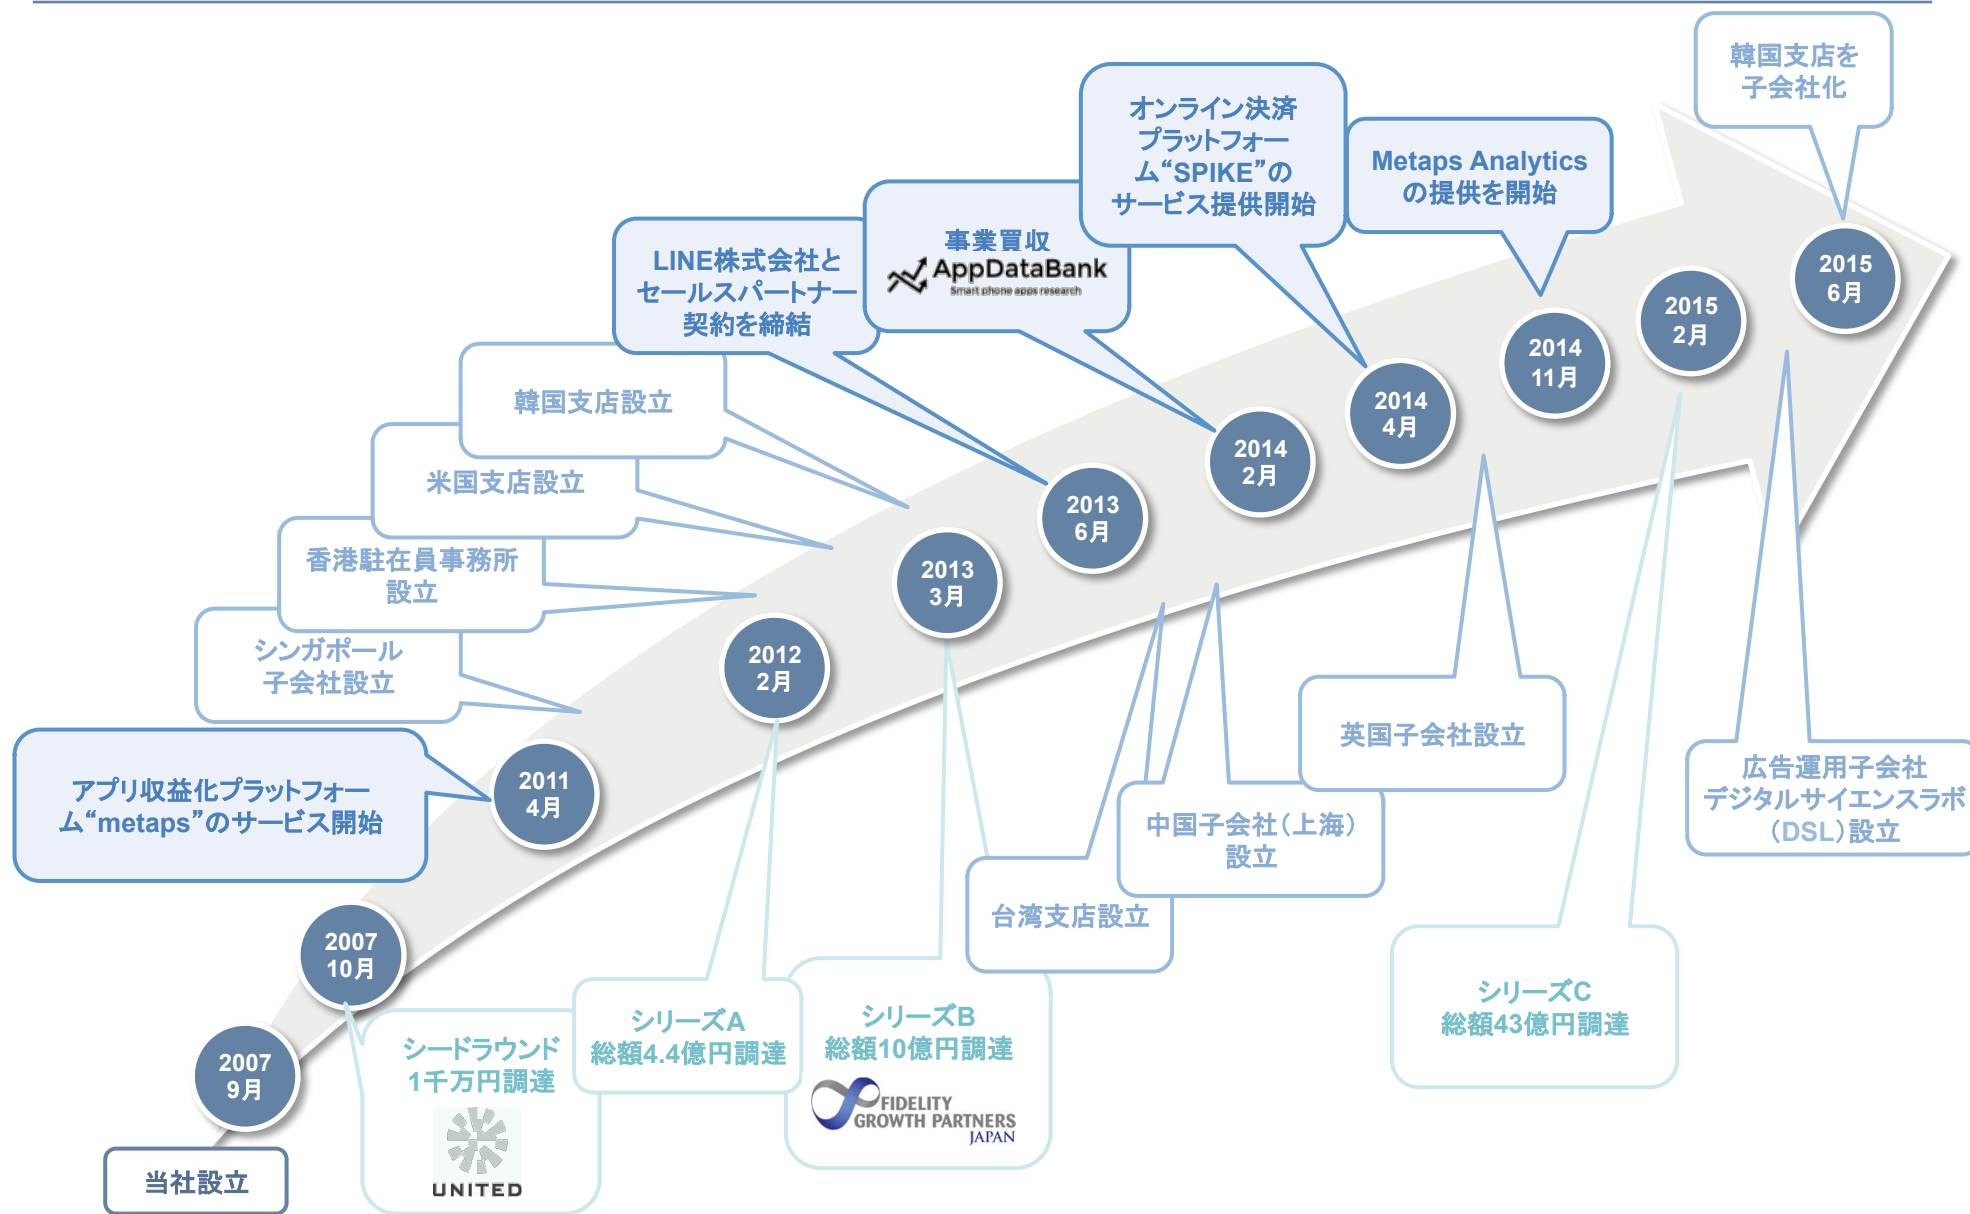 韓国支店を
子会社化
オンライン決済
プラットフォー
ム“SPIKE”の
サービス提供開始
Metaps Analytics
の提供を開始
事業買収
AppDataBank
Smart phone apps research
LINE株式会社と
セールスパートナー
契約を締結
韓国支店設立
米国支店設立
香港駐在員事務所
設立
シンガポール
子会社設立
アプリ収益化プラットフォー
ム“metaps”のサービス開始
2015
6月
2015
2月
2014
11月
2014
4月
2014
2月
2013
6月
2013
3月
2012
2月
2011
4月
2007
10月
2007
9月
当社設立
シードラウンド
1千万円調達
UNITED
シリーズA
総額4.4億円調達
シリーズB
総額10億円調達
FIDELITY
GROWTH PARTNERS
JAPAN
台湾支店設立
中国子会社（上海）
設立
英国子会社設立
シリーズC
総額43億円調達
広告運用子会社
デジタルサイエンスラボ
（DSL）設立